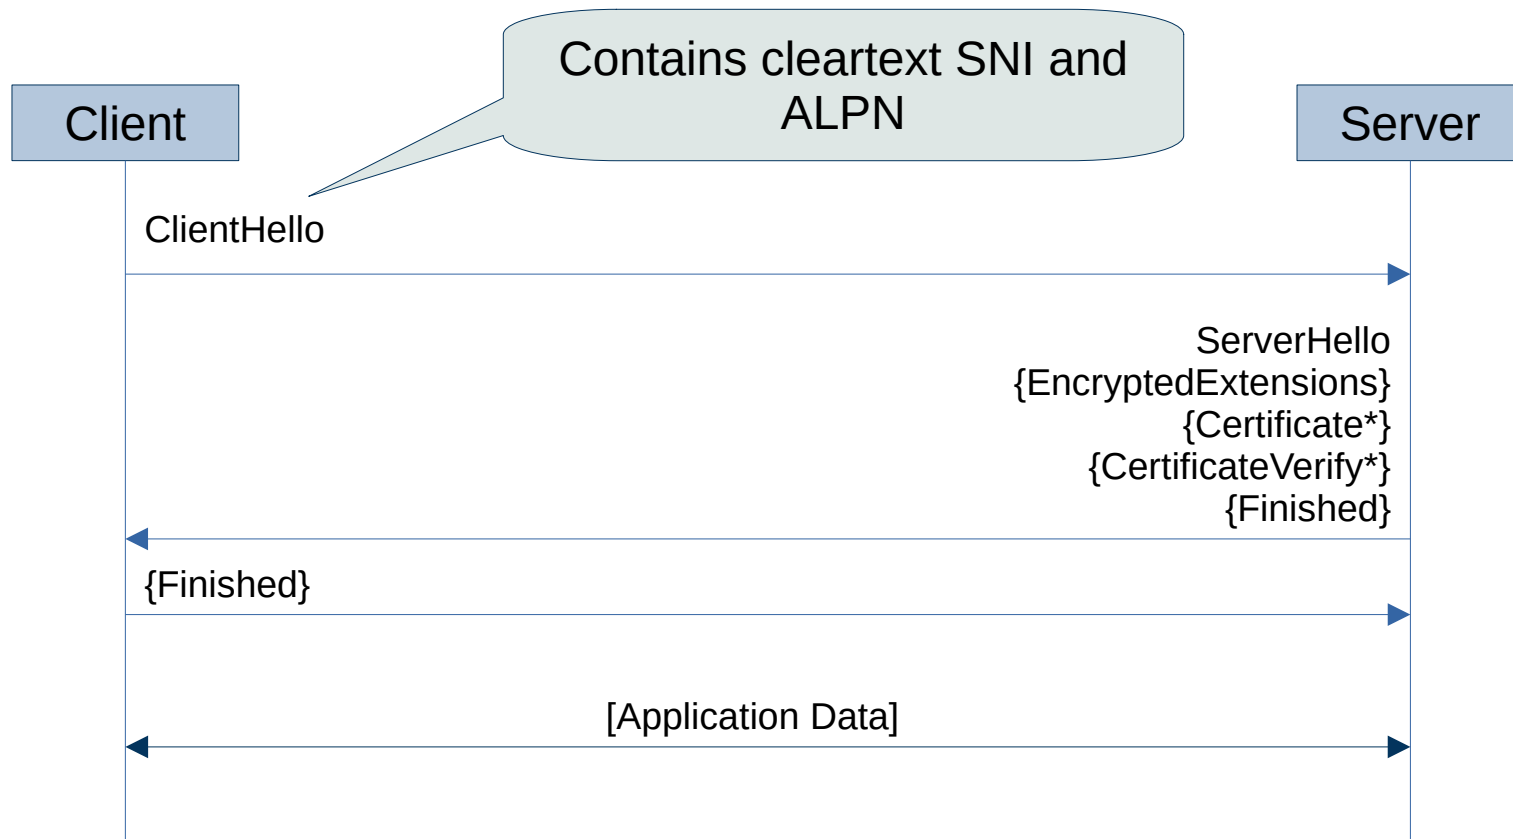 Contains cleartext SNI and
ALPN
Client
Server
ClientHello
ServerHello
{EncryptedExtensions}
{Certificate*}
{CertificateVerify*}
{Finished}
{Finished}
[Application Data]